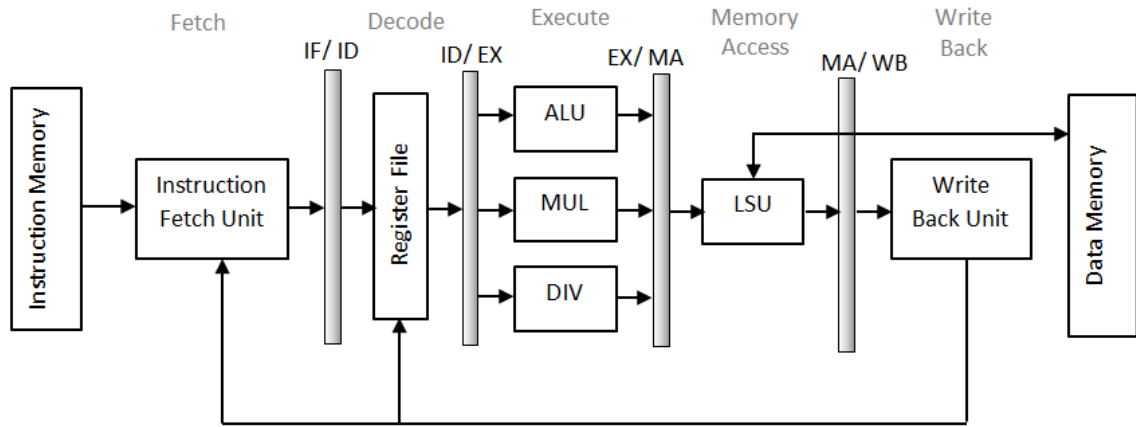 Fetch
Decode
Execute
Memory
Access
Write
Back
IF/ ID
ID/ EX
EX/ MA
MA/ WB
Instruction Memory
Instruction
Fetch Unit
Register File
ALU
MUL
DIV
LSU
Write
Back Unit
Data Memory